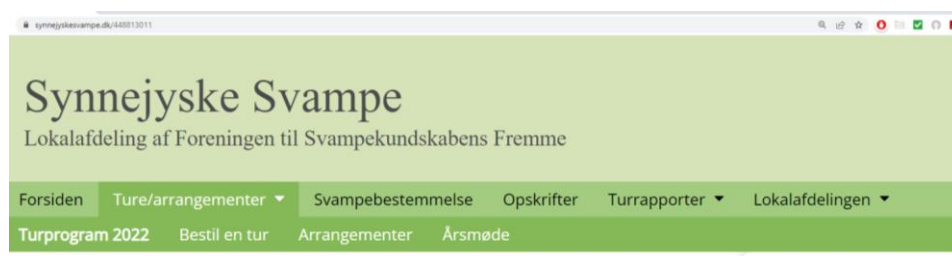 synnejyskesvampe.dk/448813011
Synnejyske Svampe
Lokalafdeling af Foreningen til Svampekundskabens Fremme
Forsiden Ture/arrangementer Svampebestemmelse Opskrifter Turrapporter Lokalafdelingen
Turprogram 2022 Bestil en tur Arrangementer Årsmøde